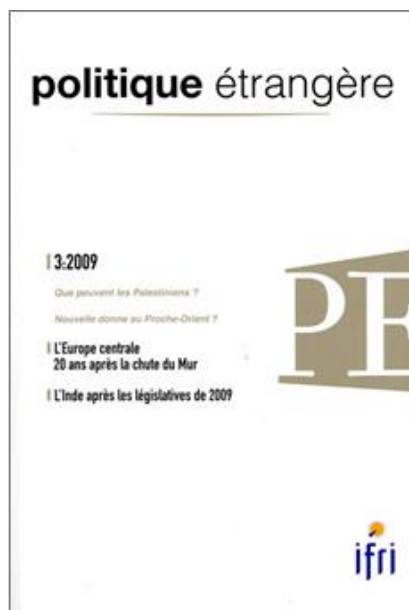 politique étrangère
3:2009
Que peuvent les Palestiniens ?
Nouvelle donne au Proche-Orient ?
L'Europe centrale
20 ans après la chute du Mur
L'Inde après les législatives de 2009
PE
ifri